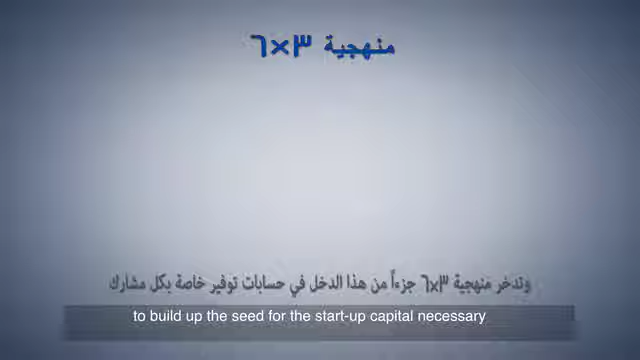 منهجية ٣×٦
وتدخر منهجية ٣×٦ جزءاً من هذا الدخل في حسابات توفير خاصة بكل مشارك
to build up the seed for the start-up capital necessary